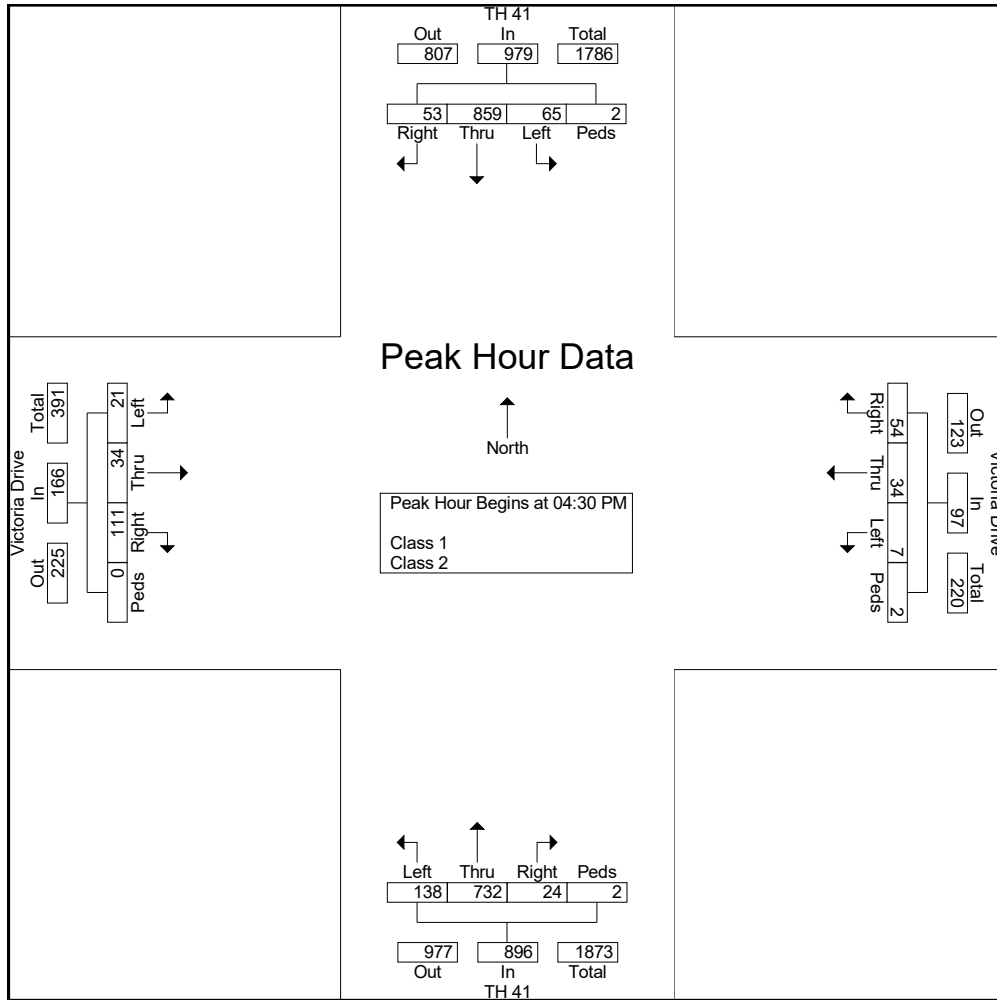 TH 41
Out In Total
807 979 1786
53 859 65 2
Right Thru Left Peds
Peak Hour Data
North
Peak Hour Begins at 04:30 PM
Class 1
Class 2
Victoria Drive
Out In Total
225 166 391
Left Thru Right Peds
21 34 111 0
Victoria Drive
Out In Total
123 97 220
54 34 7 2
Right Thru Left Peds
Left Thru Right Peds
138 732 24 2
977 896 1873
Out In Total
TH 41